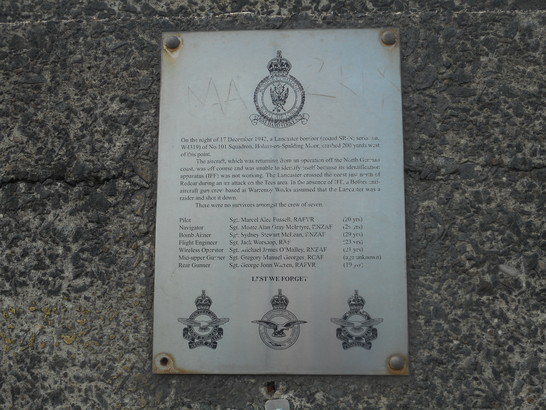 On the night of 17 December 1942, a Lancaster bomber (coded SR-, serial no.
W4319) of No.101 Squadron, Holme-on-Spalding Moor, crashed 200 yards west
of this point.
The aircraft, which was returning from an operation off the North German
coast, was off course and was unable to identify itself because its identification
apparatus (IFF) was not working. The Lancaster crossed the coast just north of
Redcar during an air attack on the Tees area. In the absence of IFF, a Bofors anti-
aircraft gun crew based at Warrenby Works assumed that the Lancaster was a
raider and shot it down.
There were no survivors amongst the crew of seven.
Pilot Sgt. Marcel Fussell, RAFVR (20 yrs)
Navigator Sgt. Gray McIntyre, RNZAF
Bomb Aimer Sgt. Sydney Stewart McLean, RNZAF (29 yrs)
Flight Engineer Sgt. Jack RAF (21 yrs)
Wireless Operator Sgt. Michael James O'Malley, RNZAF (21 yrs)
Mid-upper Gunner Sgt. Gregory Manuel Georges, RCAF (age unknown)
Rear Gunner Sgt. George John Warren, RAFVR (19 yrs)
LEST WE FORGET